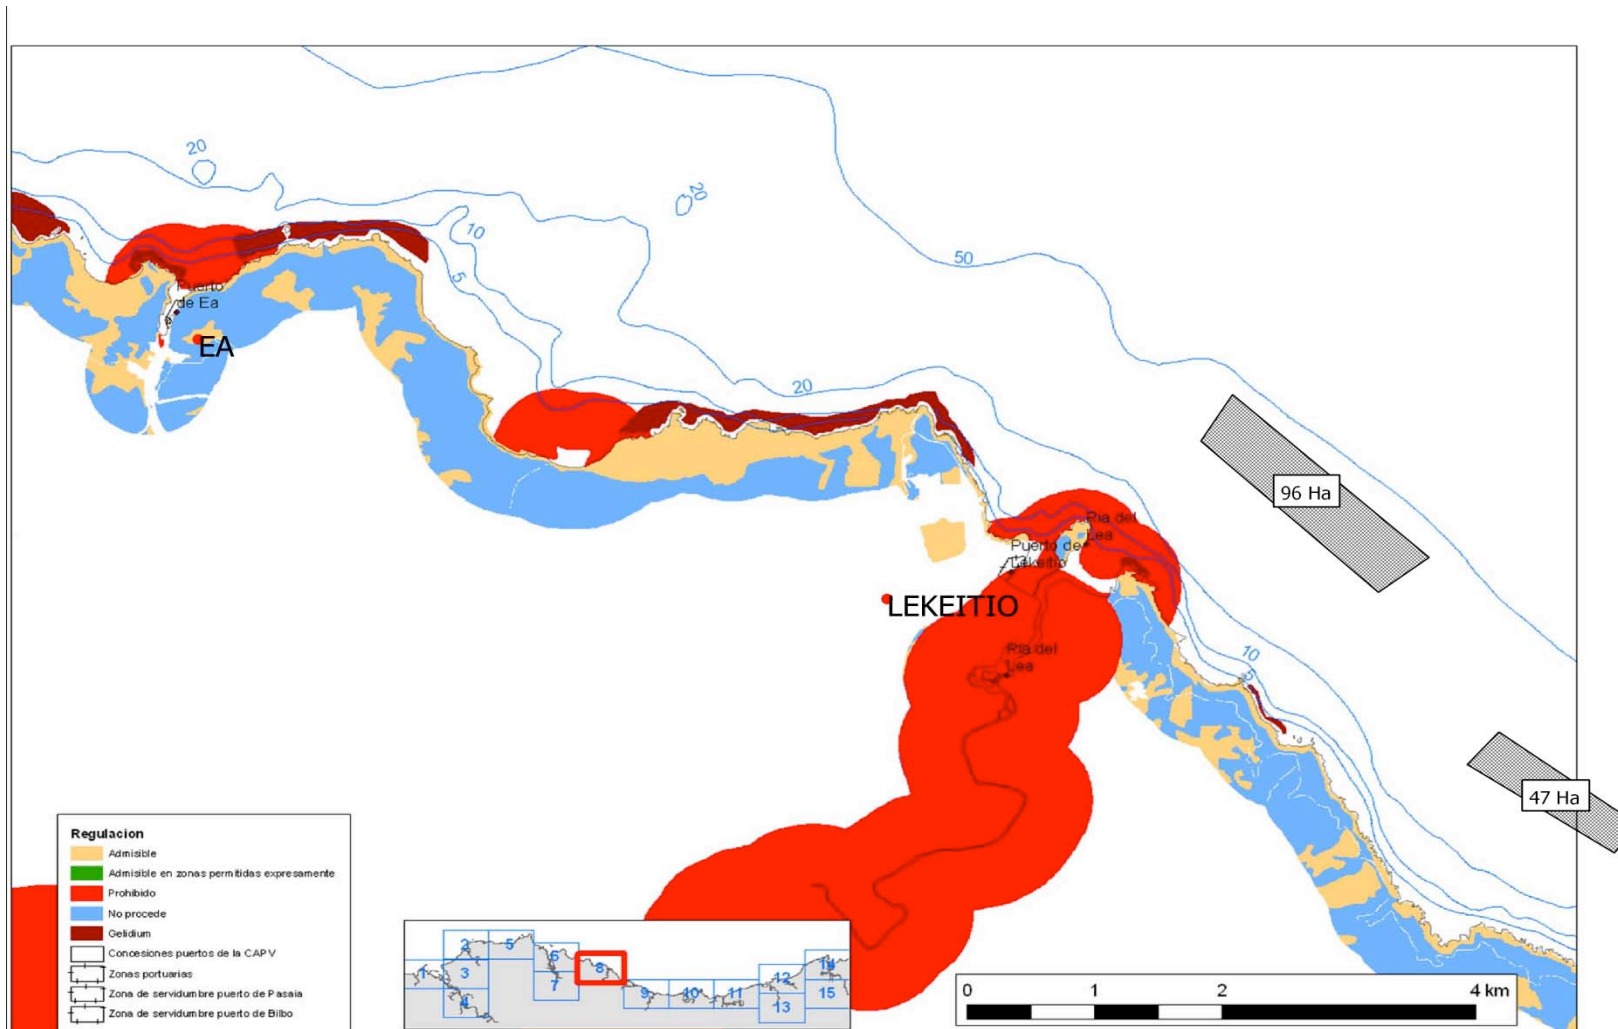 20
20
10
5
50
Puerto
de Ea
EA
20
96 Ha
Ria del
Lea
Puerto de
Lekeitio
LEKEITIO
Ria del
Lea
10
5
47 Ha
Regulacion
Admisible
Admisible en zonas permitidas expresamente
Prohibido
No procede
Gelidium
Concesiones puertos de la CAPV
Zonas portuarias
Zona de servidumbre puerto de Pasaia
Zona de servidumbre puerto de Bilbo
1
2
3
4
5
6
7
8
9
10
11
12
13
14
15
0
1
2
4 km